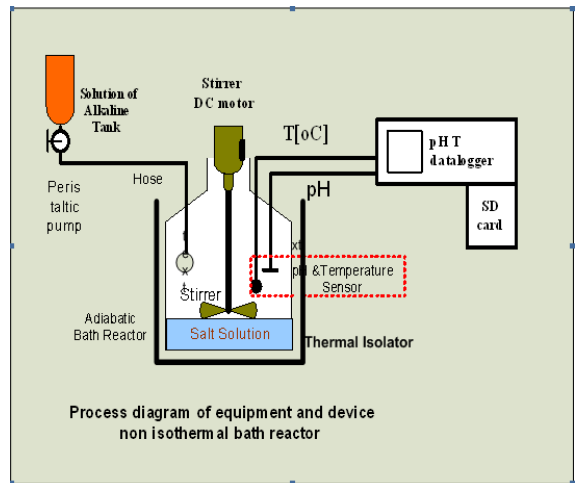 Solution of
Alkaline
Tank
Stirrer
DC motor
T[oC]
pH T
datalogger
SD
card
Peris
taltic
pump
Hose
pH
t
e
x
t
xt
pH &Temperature
Sensor
Stirrer
Adiabatic
Bath Reactor
Salt Solution
Thermal Isolator
Process diagram of equipment and device
non isothermal bath reactor